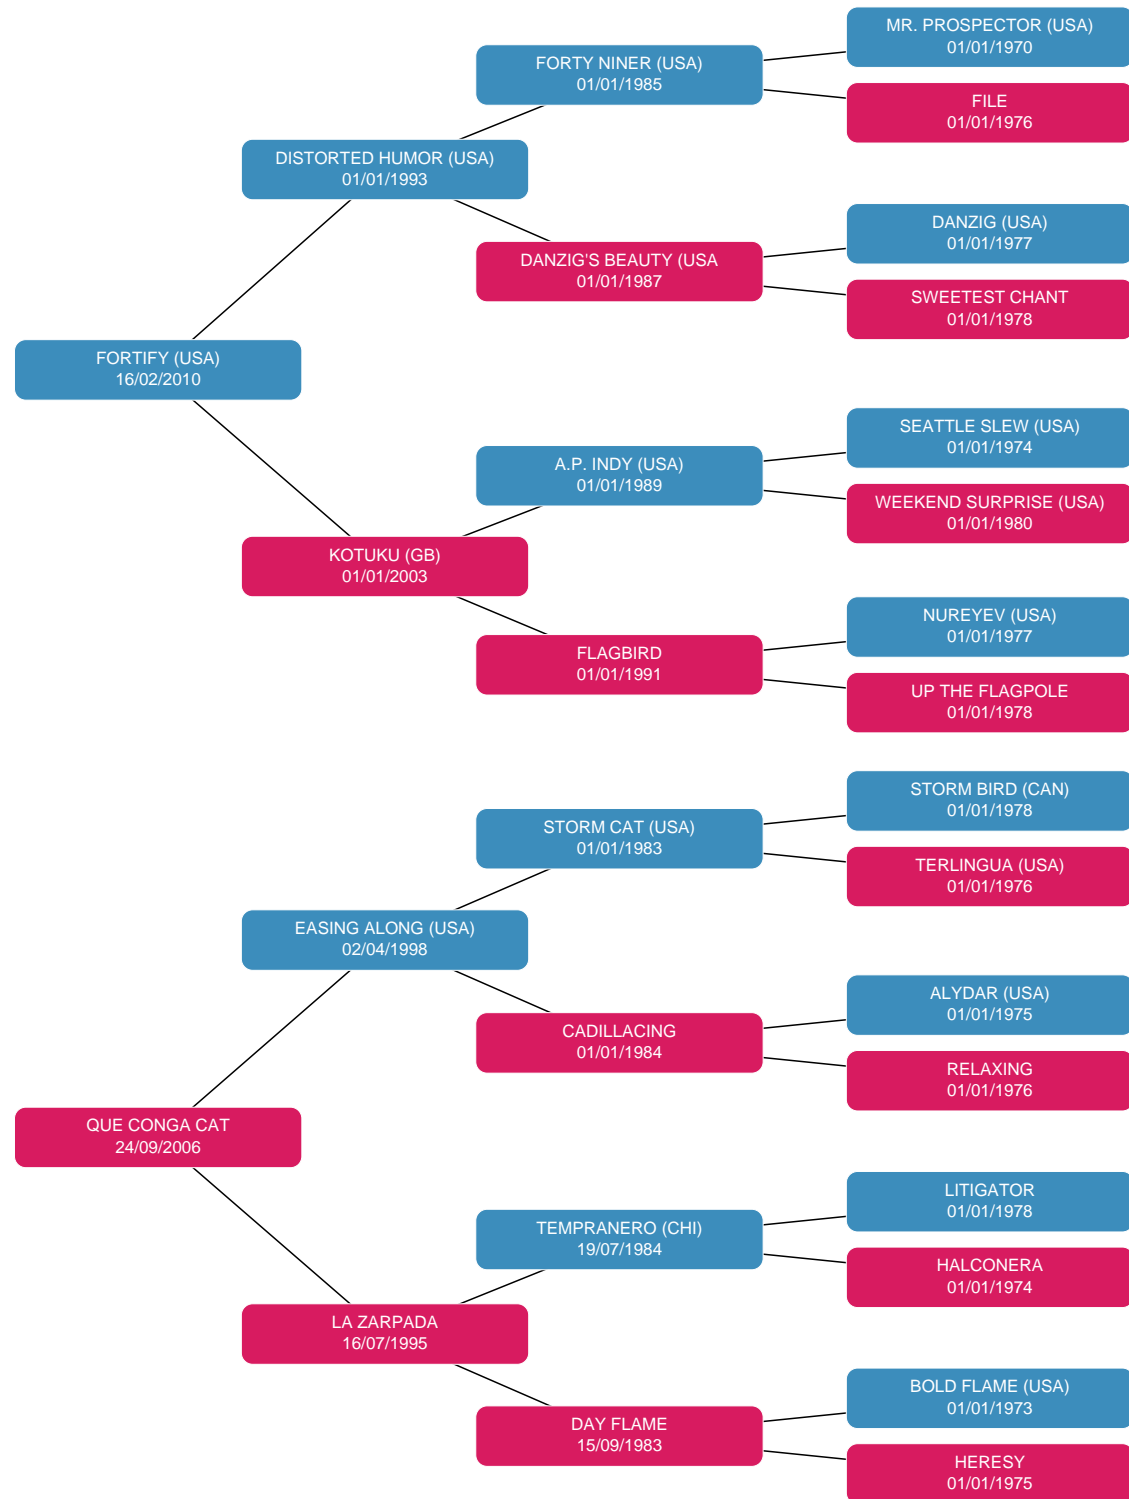 MR. PROSPECTOR (USA)
01/01/1970
FORTY NINER (USA)
01/01/1985
FILE
01/01/1976
DISTORTED HUMOR (USA)
01/01/1993
DANZIG (USA)
01/01/1977
DANZIG'S BEAUTY (USA
01/01/1987
SWEETEST CHANT
01/01/1978
FORTIFY (USA)
16/02/2010
SEATTLE SLEW (USA)
01/01/1974
A.P. INDY (USA)
01/01/1989
WEEKEND SURPRISE (USA)
01/01/1980
KOTUKU (GB)
01/01/2003
NUREYEV (USA)
01/01/1977
FLAGBIRD
01/01/1991
UP THE FLAGPOLE
01/01/1978
STORM BIRD (CAN)
01/01/1978
STORM CAT (USA)
01/01/1983
TERLINGUA (USA)
01/01/1976
EASING ALONG (USA)
02/04/1998
ALYDAR (USA)
01/01/1975
CADILLACING
01/01/1984
RELAXING
01/01/1976
QUE CONGA CAT
24/09/2006
LITIGATOR
01/01/1978
TEMPRANERO (CHI)
19/07/1984
HALCONERA
01/01/1974
LA ZARPADA
16/07/1995
BOLD FLAME (USA)
01/01/1973
DAY FLAME
15/09/1983
HERESY
01/01/1975